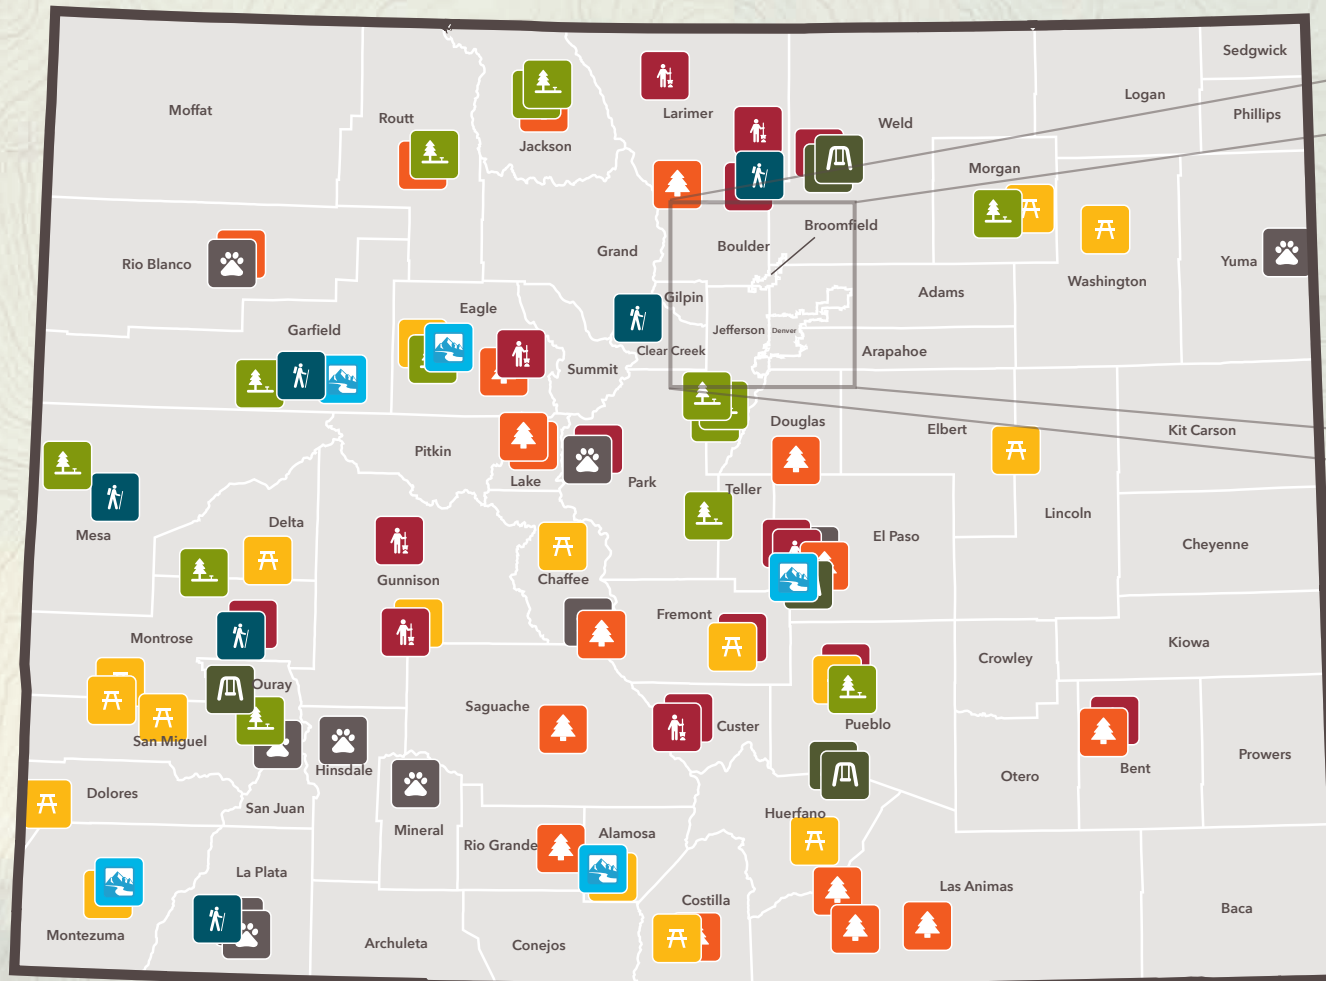 Sedgwick
Moffat
Logan
Larimer
Phillips
Routt
Weld
Jackson
Morgan
Broomfield
Boulder
Grand
Rio Blanco
Yuma
Washington
Adams
Gilpin
Eagle
Garfield
Jefferson
Denver
Clear Creek
Arapahoe
Summit
Douglas
Elbert
Kit Carson
Pitkin
Lake
Park
Teller
Lincoln
Delta
Mesa
El Paso
Cheyenne
Gunnison
Chaffee
Fremont
Montrose
Kiowa
Crowley
Ouray
Saguache
Custer
Pueblo
San Miguel
Prowers
Hinsdale
Bent
Otero
Dolores
San Juan
Huerfano
Mineral
Alamosa
Rio Grande
La Plata
Las Animas
Costilla
Baca
Montezuma
Archuleta
Conejos